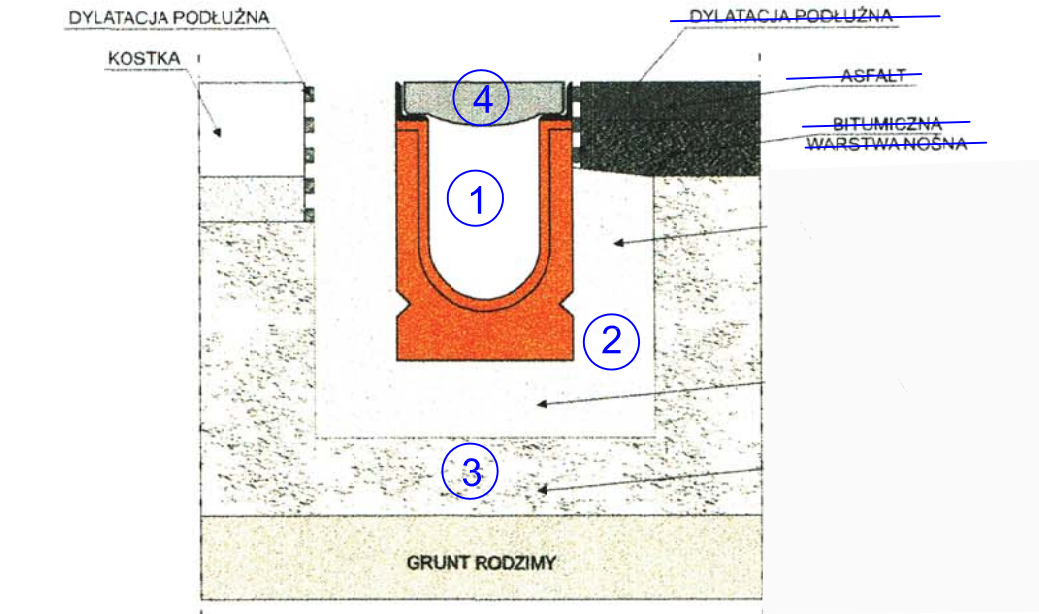 DYLATACJA PODŁUŻNA
KOSTKA
DYLATACJA PODŁUŻNA
ASFALT
BITUMICZNA
WARSTWA NOŚNA
4
1
2
3
GRUNT RODZIMY